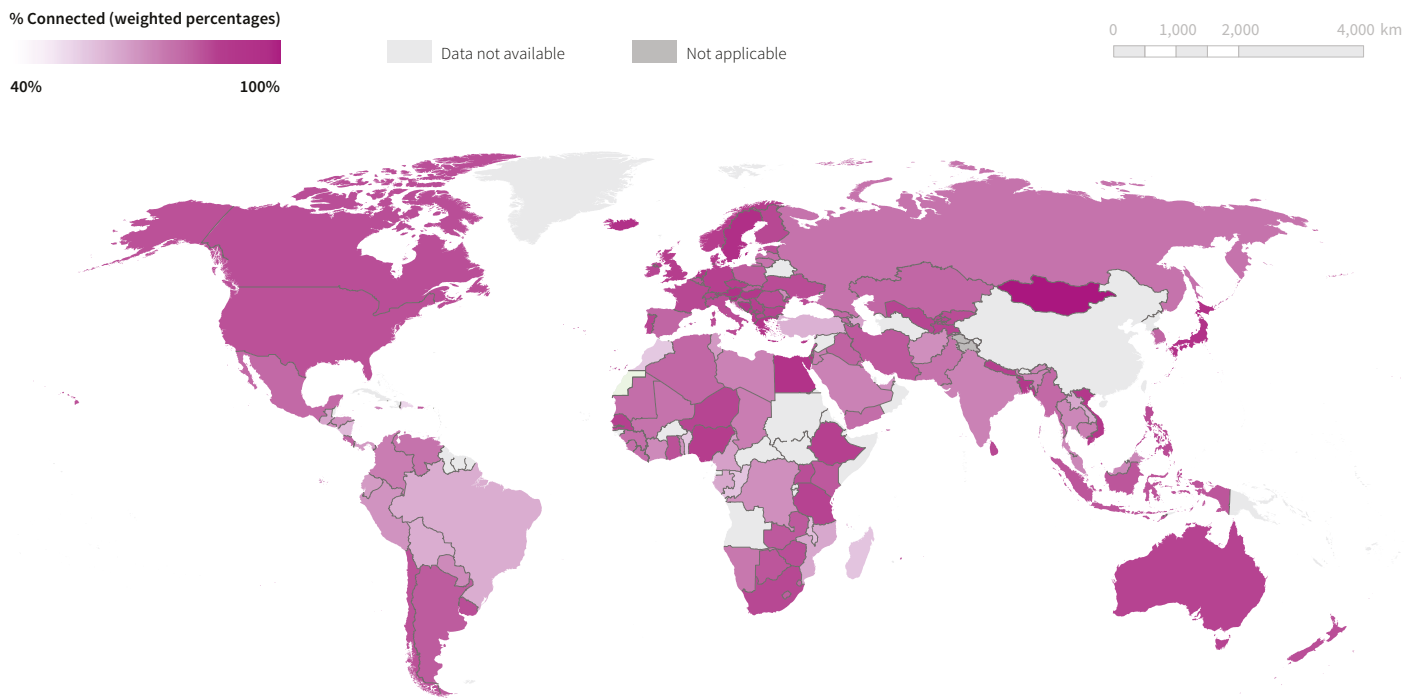 % Connected (weighted percentages)
40%
100%
Data not available
Not applicable
0
1,000
2,000
4,000 km